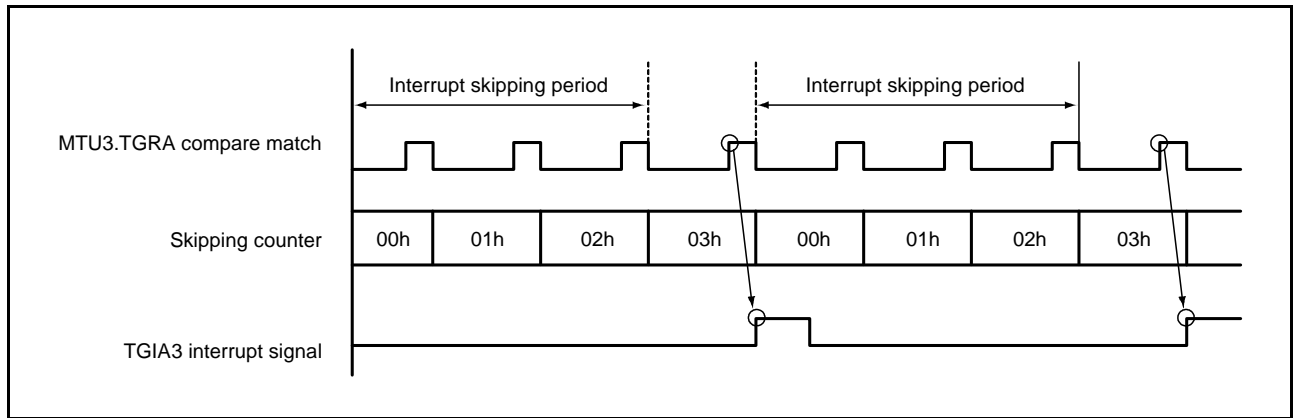 Interrupt skipping period Interrupt skipping period
MTU3.TGRA compare match
Skipping counter 00h 01h 02h 03h 00h 01h 02h 03h
TGIA3 interrupt signal